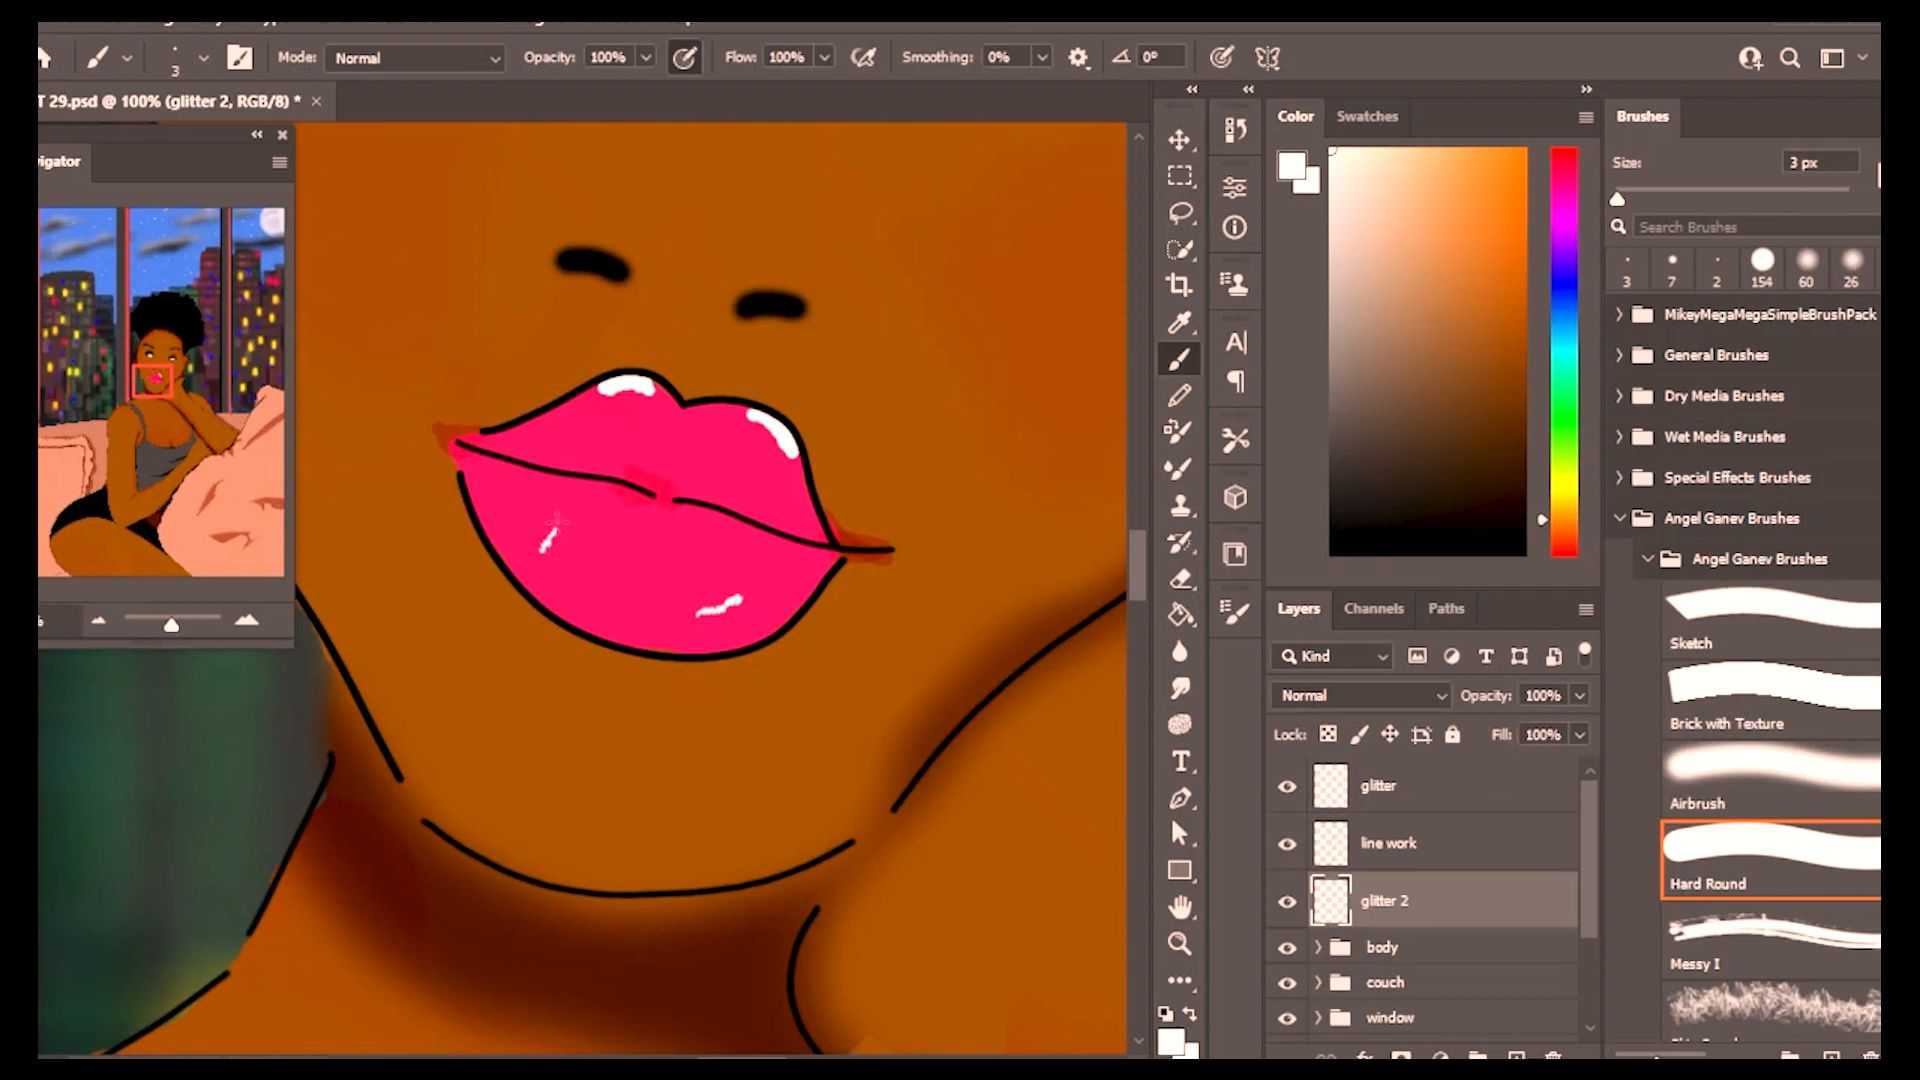 3
Mode: Normal
Opacity: 100%
Flow: 100%
Smoothing: 0%
0°
T 29.psd @ 100% (glitter 2, RGB/8) *
vigator
%
Color
Swatches
Brushes
Size: 3 px
Search Brushes
3 7 2 154 60 26
MikeyMegaMegaSimpleBrushPack
General Brushes
Dry Media Brushes
Wet Media Brushes
Special Effects Brushes
Angel Ganev Brushes
Angel Ganev Brushes
Sketch
Brick with Texture
Airbrush
Hard Round
Messy I
Layers
Channels
Paths
Kind
Normal
Opacity: 100%
Lock:
Fill: 100%
glitter
line work
glitter 2
body
couch
window